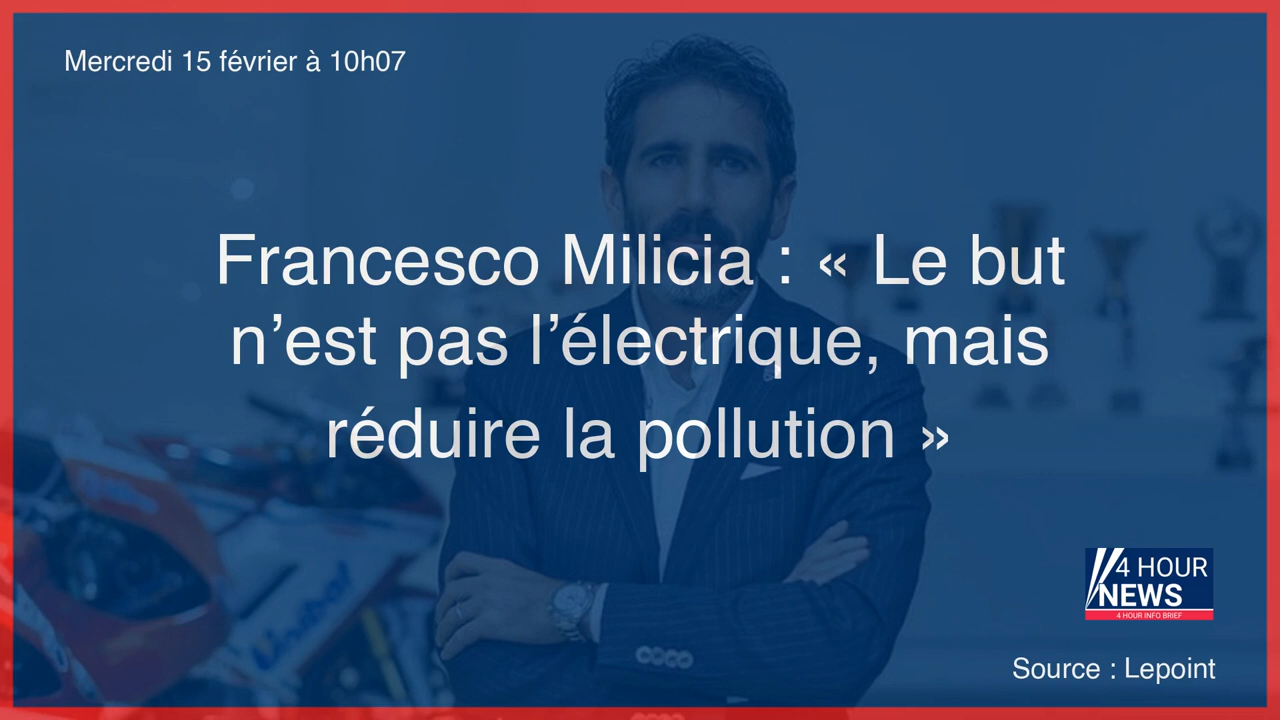 Mercredi 15 février à 10h07
Francesco Milicia : « Le but
n’est pas l’électrique, mais
réduire la pollution »
4 HOUR
NEWS
4 HOUR INFO BRIEF
Source : Lepoint